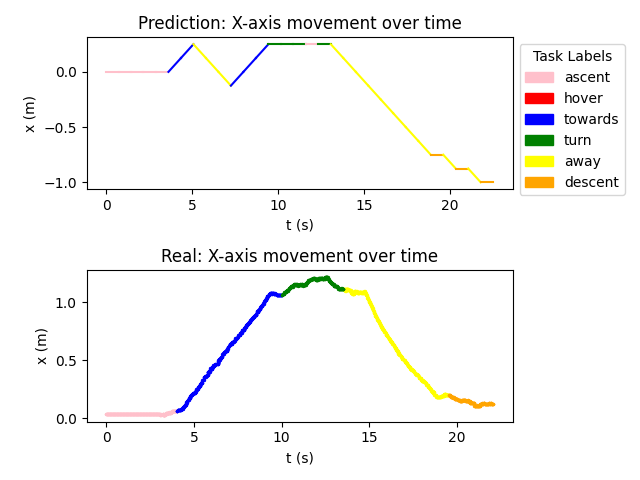 Prediction: X-axis movement over time
0.0
−0.5
−1.0
x (m)
0 5 10 15 20
t (s)
Task Labels
ascent
hover
towards
turn
away
descent
Real: X-axis movement over time
1.0
0.5
0.0
x (m)
0 5 10 15 20
t (s)